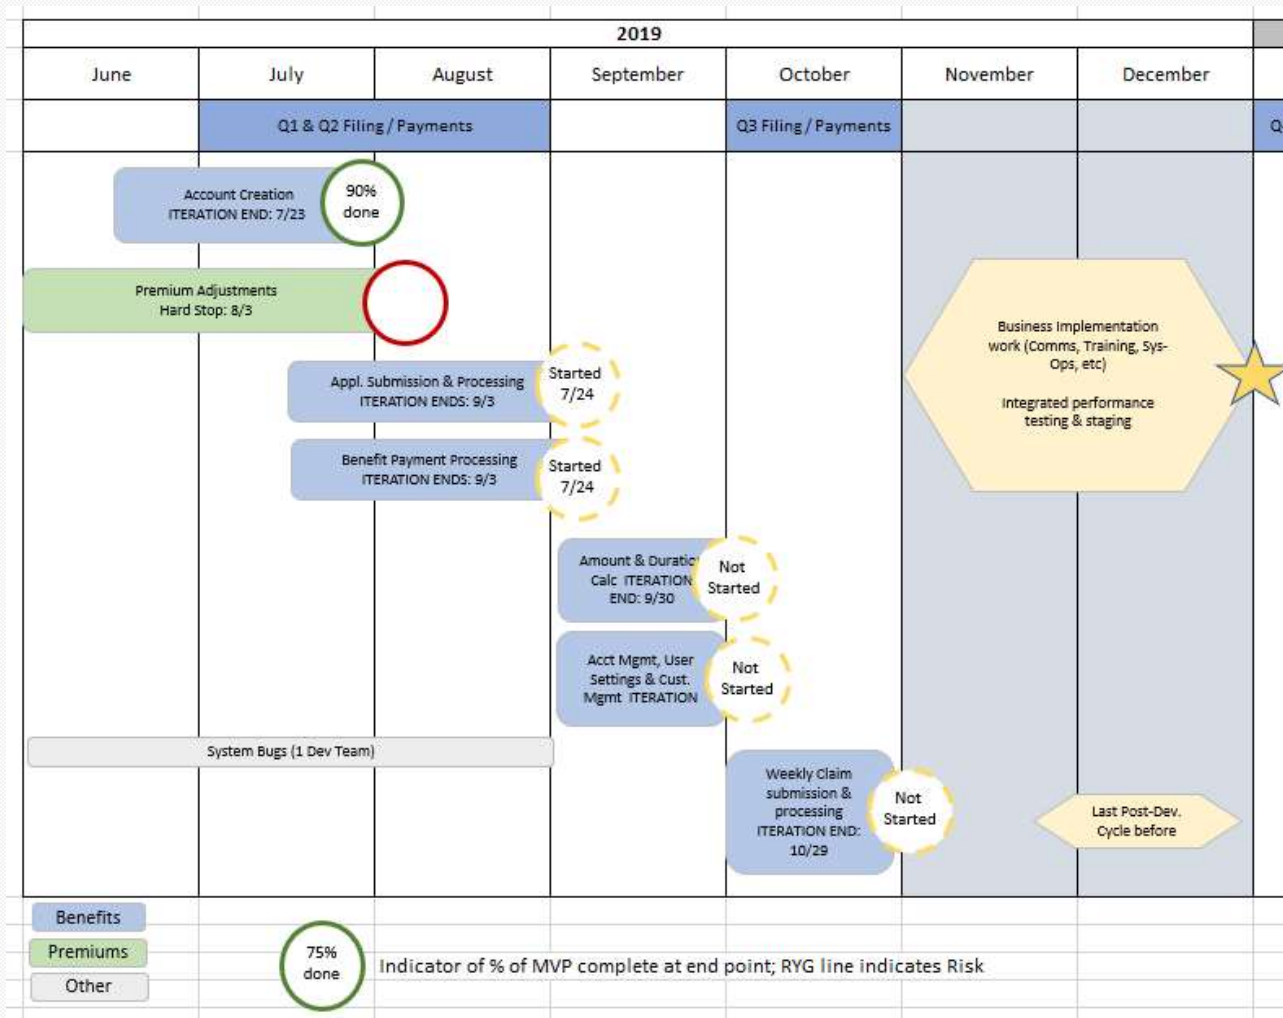 2019
June
July
August
September
October
November
December
Q1 & Q2 Filing / Payments
Q3 Filing / Payments
Account Creation
ITERATION END: 7/23
90%
done
Premium Adjustments
Hard Stop: 8/3
Appl. Submission & Processing
ITERATION ENDS: 9/3
Started
7/24
Benefit Payment Processing
ITERATION ENDS: 9/3
Started
7/24
Business Implementation
work (Comms, Training, Sys-
Ops, etc)
Integrated performance
testing & staging
Amount & Duratio
Calc ITERATION
END: 9/30
Not
Started
Acct Mgmt, User
Settings & Cust.
Mgmt ITERATION
Not
Started
System Bugs (1 Dev Team)
Weekly Claim
submission &
processing
ITERATION END:
10/29
Not
Started
Last Post-Dev.
Cycle before
Benefits
Premiums
Other
75%
done
Indicator of % of MVP complete at end point; RYG line indicates Risk